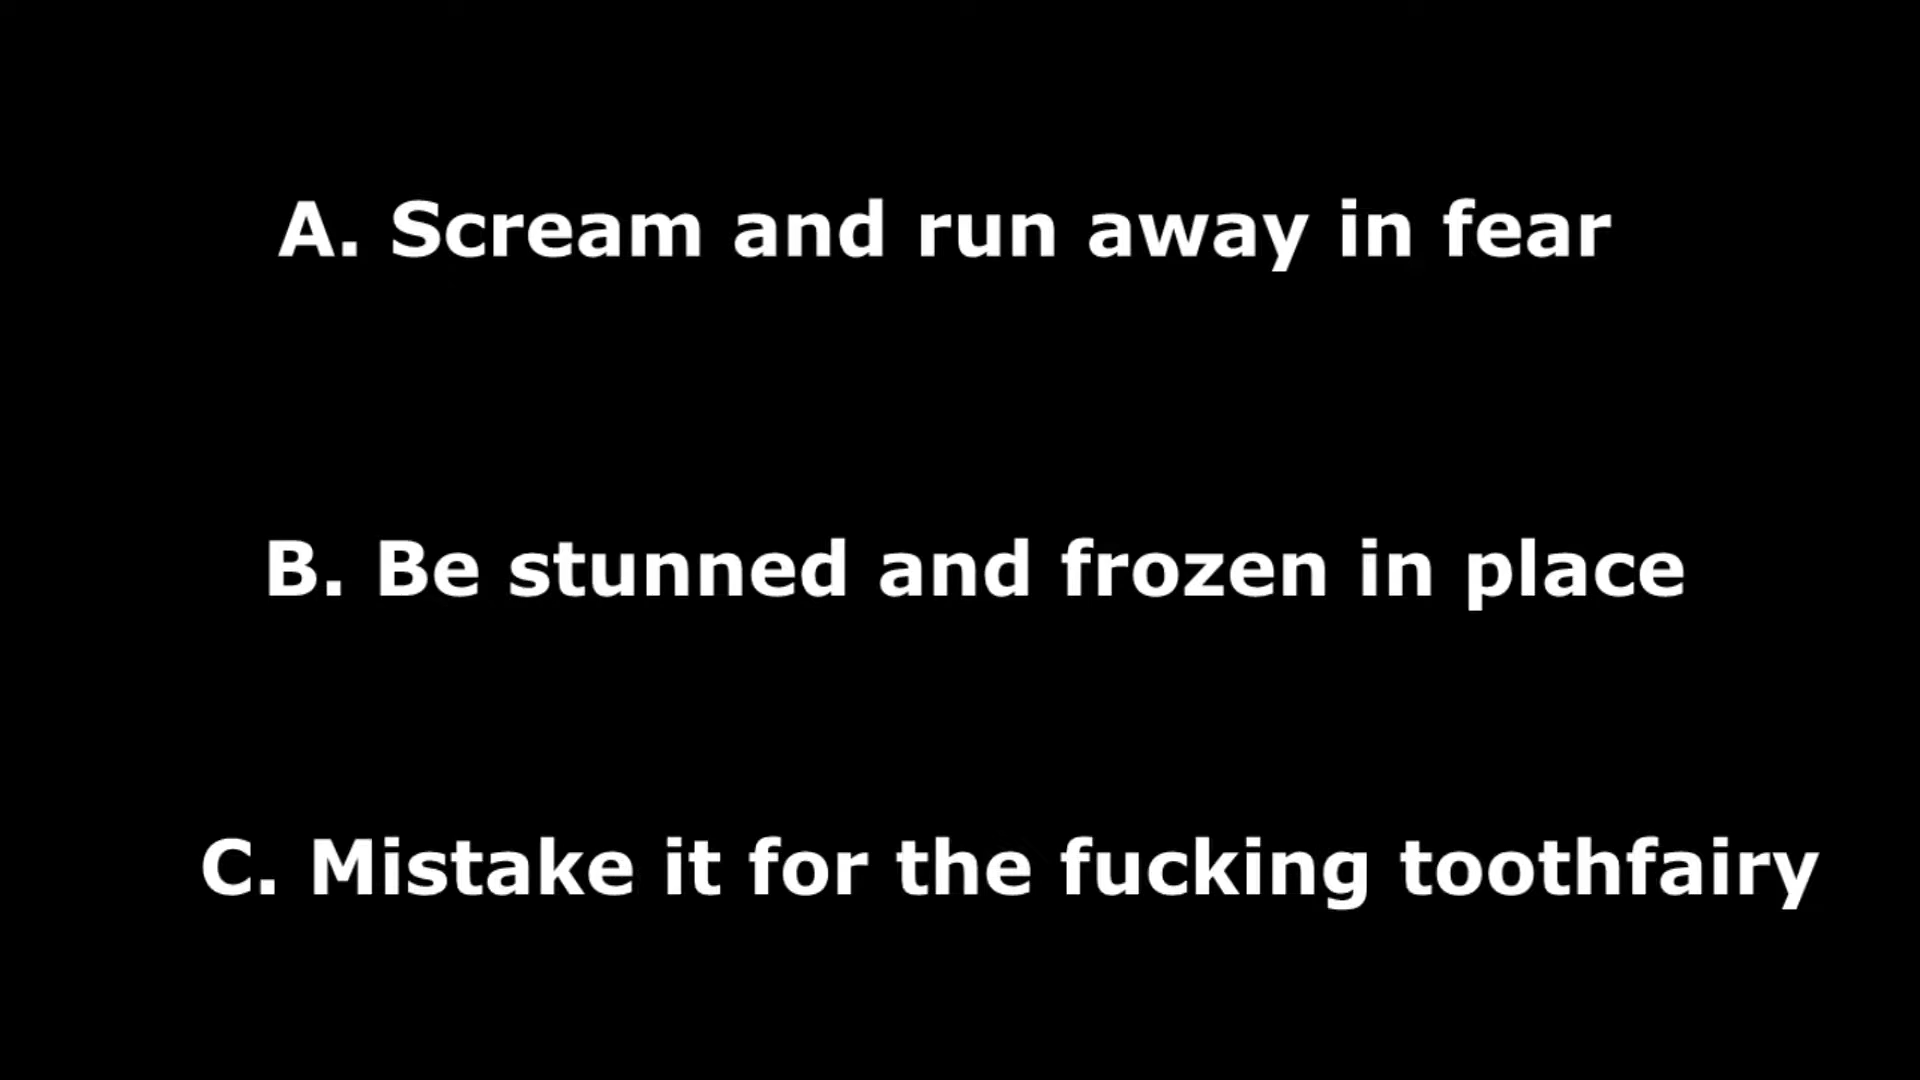 A. Scream and run away in fear
B. Be stunned and frozen in place
C. Mistake it for the fucking toothfairy